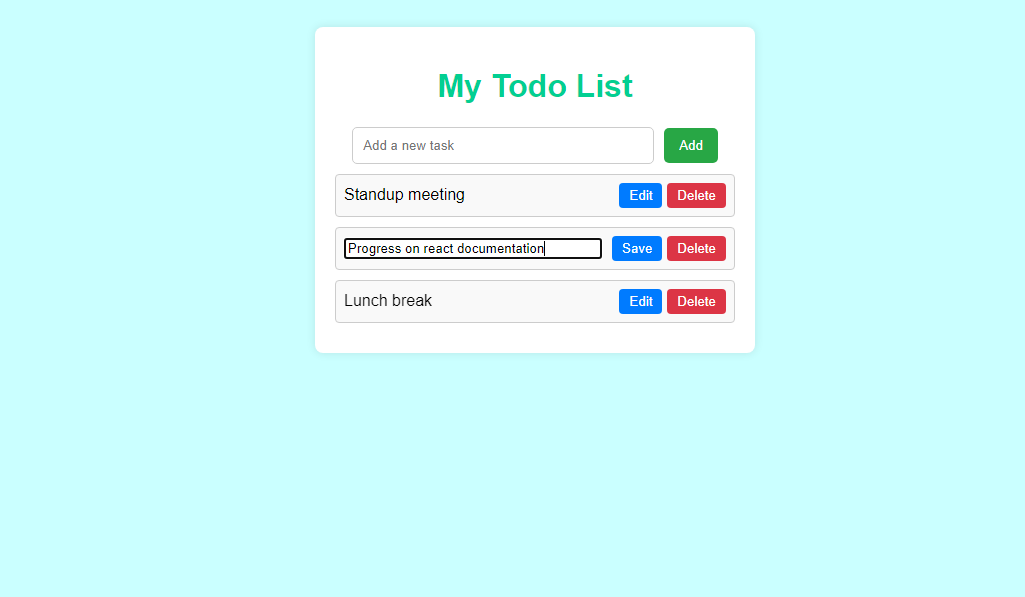 My Todo List
Add a new task Add
Standup meeting Edit Delete
Progress on react documentation Save Delete
Lunch break Edit Delete